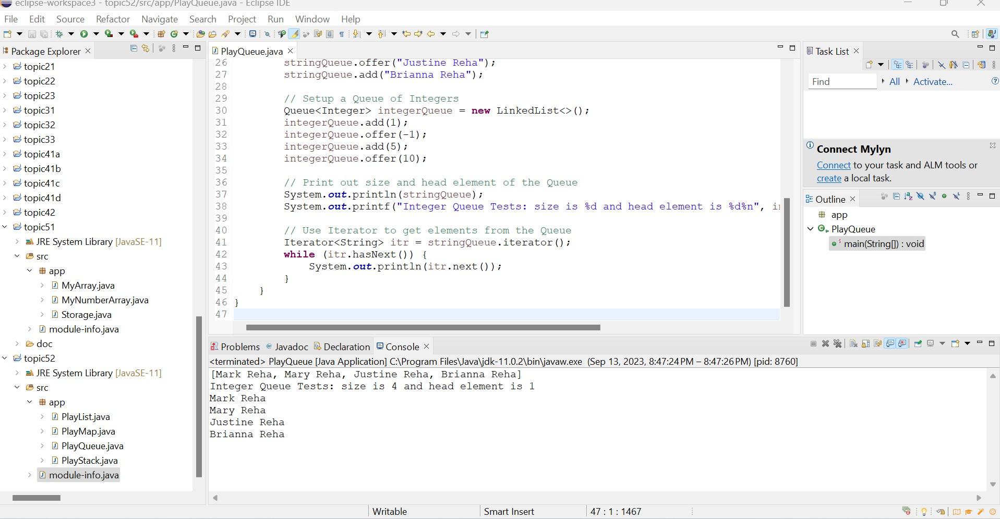 eclipse-workspace3 - topic52/src/app/PlayQueue.java - Eclipse IDE
File Edit Source Refactor Navigate Search Project Run Window Help
Package Explorer
topic21
topic22
topic23
topic31
topic32
topic33
topic41a
topic41b
topic41c
topic41d
topic42
topic51
JRE System Library [JavaSE-11]
src
app
MyArray.java
MyNumberArray.java
Storage.java
module-info.java
doc
topic52
JRE System Library [JavaSE-11]
src
app
PlayList.java
PlayMap.java
PlayQueue.java
PlayStack.java
module-info.java
PlayQueue.java
26 stringQueue.offer("Justine Reha");
27 stringQueue.add("Brianna Reha");
28
29 // Setup a Queue of Integers
30 Queue<Integer> integerQueue = new LinkedList<>();
31 integerQueue.add(1);
32 integerQueue.offer(-1);
33 integerQueue.add(5);
34 integerQueue.offer(10);
35
36 // Print out size and head element of the Queue
37 System.out.println(stringQueue);
38 System.out.printf("Integer Queue Tests: size is %d and head element is %d%n",
39
40 // Use Iterator to get elements from the Queue
41 Iterator<String> itr = stringQueue.iterator();
42 while (itr.hasNext()) {
43 System.out.println(itr.next());
44 }
45 }
46 }
47
Problems Javadoc Declaration Console
<terminated> PlayQueue [Java Application] C:\Program Files\Java\jdk-11.0.2\bin\javaw.exe (Sep 13, 2023, 8:47:24 PM – 8:47:26 PM) [pid: 8760]
[Mark Reha, Mary Reha, Justine Reha, Brianna Reha]
Integer Queue Tests: size is 4 and head element is 1
Mark Reha
Mary Reha
Justine Reha
Brianna Reha
Task List
Find All Activate...
Connect Mylyn
Connect to your task and ALM tools or
create a local task.
Outline
app
PlayQueue
main(String[]) : void
Writable Smart Insert 47 : 1 : 1467